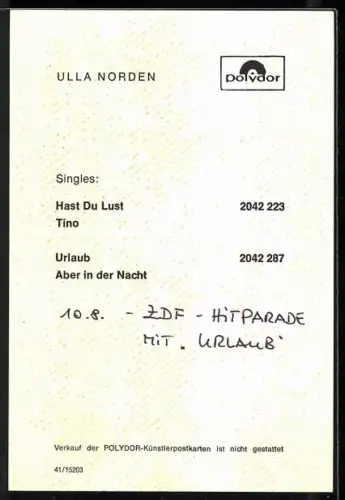 ULLA NORDEN
polydor
Singles:
Hast Du Lust 2042 223
Tino
Urlaub 2042 287
Aber in der Nacht
10.8. - ZDF - HiTPARADE
MiT „URLAUB"
Verkauf der POLYDOR-Künstlerpostkarten ist nicht gestattet
41/15203